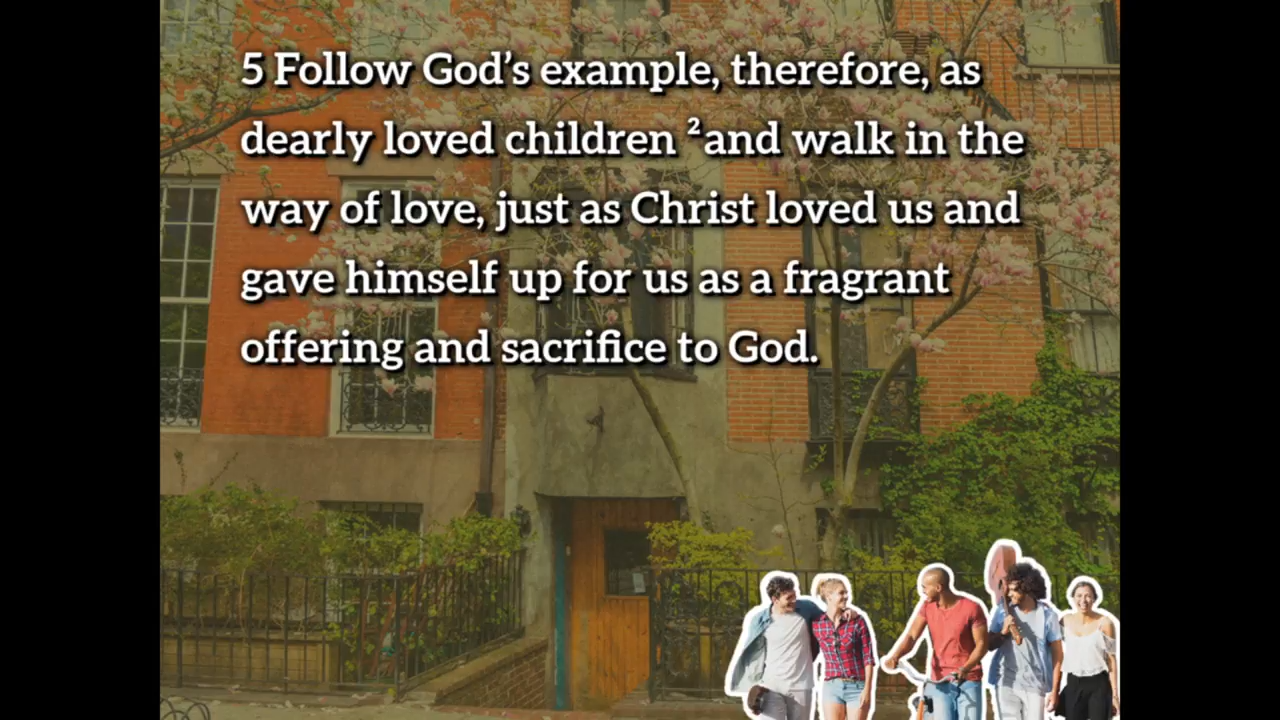 5 Follow God’s example, therefore, as
dearly loved children ²and walk in the
way of love, just as Christ loved us and
gave himself up for us as a fragrant
offering and sacrifice to God.